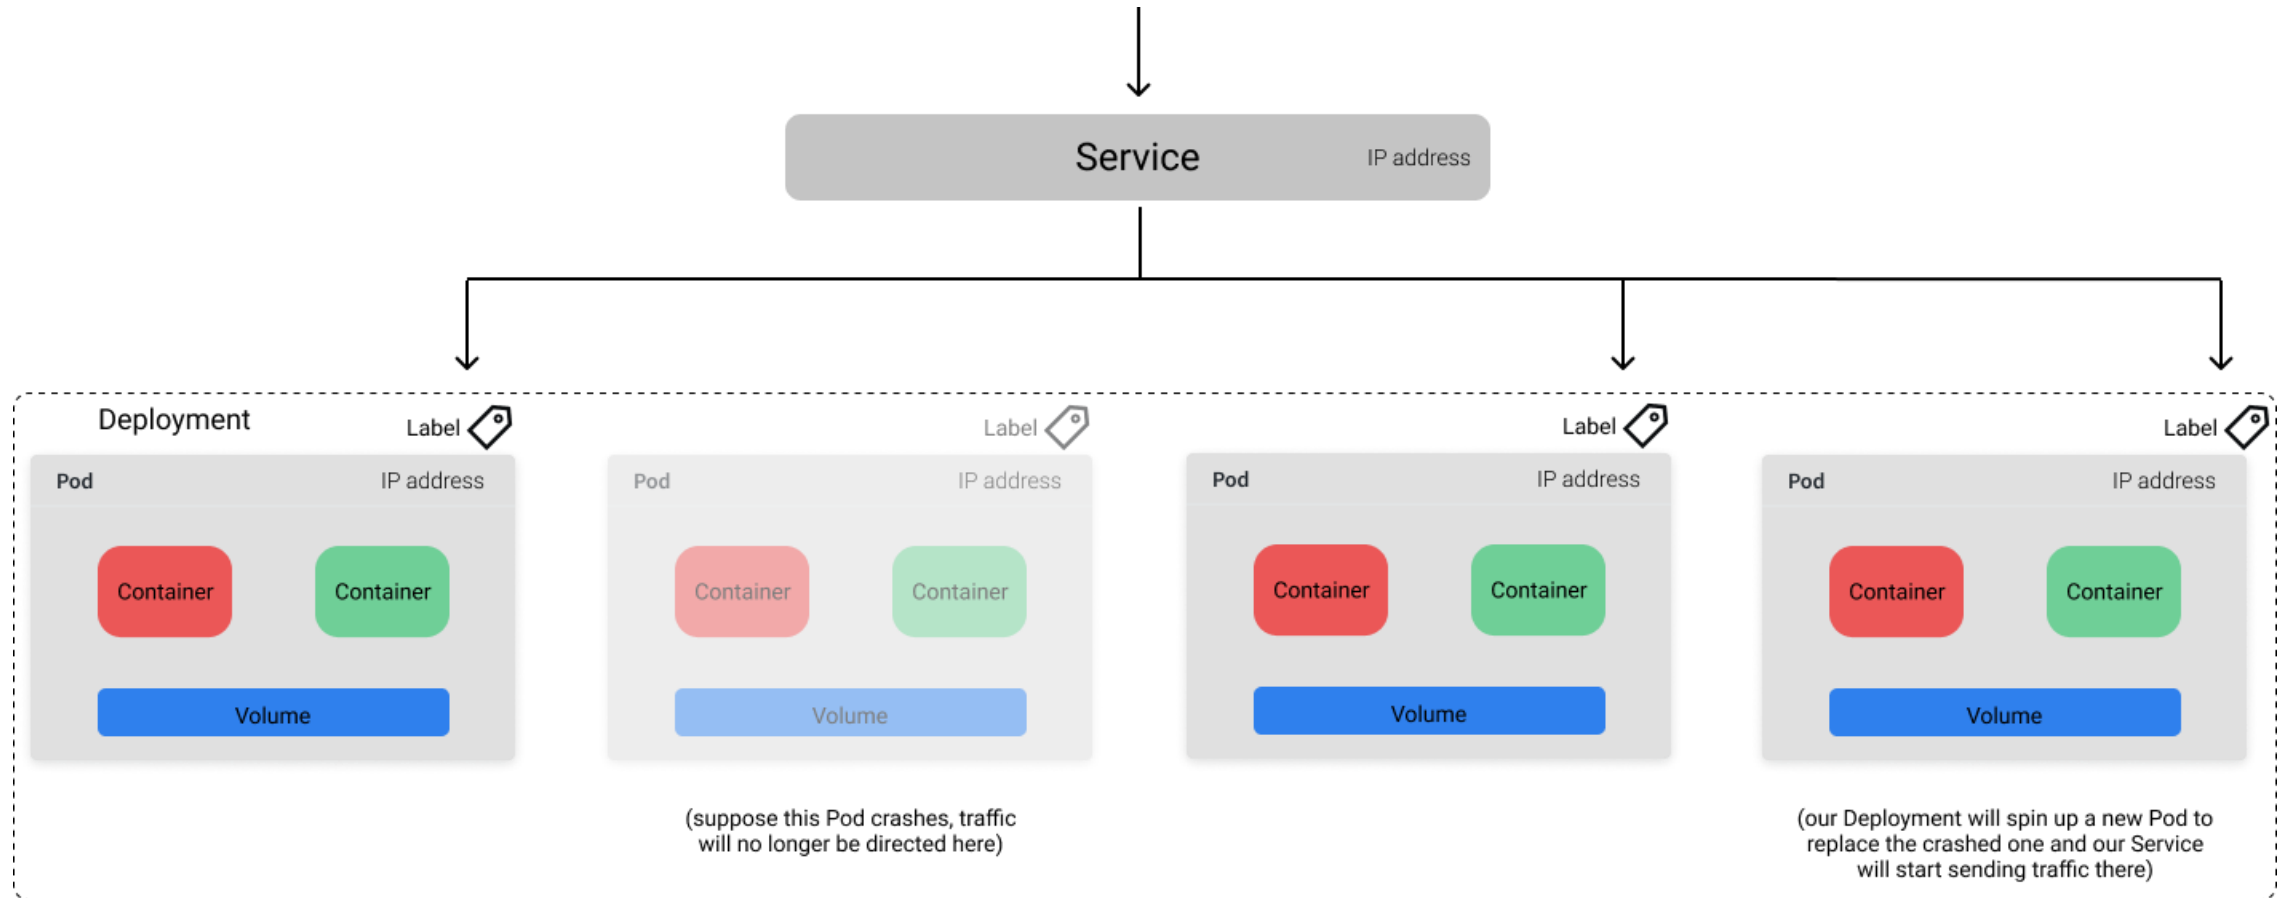 Service
IP address
Deployment
Label
Label
Label
Label
Pod
IP address
Pod
IP address
Pod
IP address
Pod
IP address
Container
Container
Container
Container
Container
Container
Container
Container
Volume
Volume
Volume
Volume
(suppose this Pod crashes, traffic
will no longer be directed here)
(our Deployment will spin up a new Pod to
replace the crashed one and our Service
will start sending traffic there)